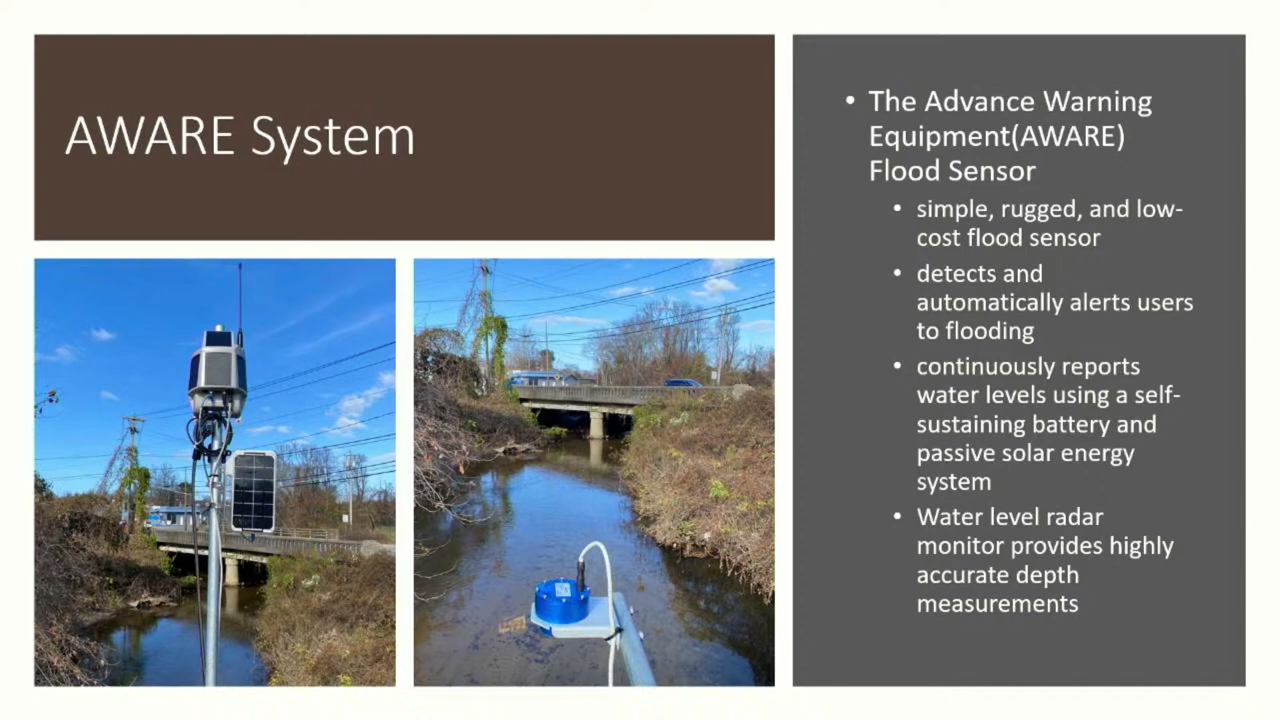 AWARE System
• The Advance Warning
Equipment(AWARE)
Flood Sensor
• simple, rugged, and low-
cost flood sensor
• detects and
automatically alerts users
to flooding
• continuously reports
water levels using a self-
sustaining battery and
passive solar energy
system
• Water level radar
monitor provides highly
accurate depth
measurements